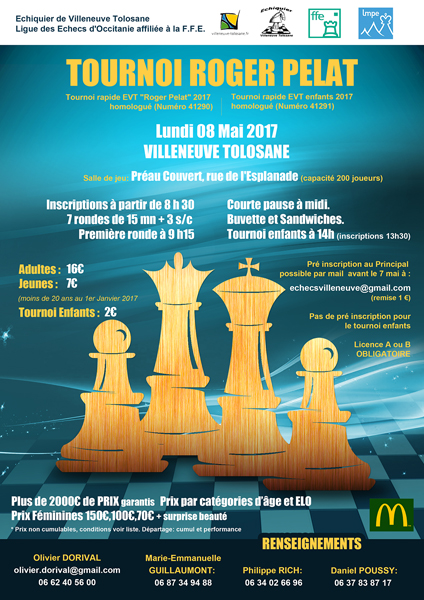 Echiquier de Villeneuve Tolosane
Ligue des Echecs d'Occitanie affiliée à la F.F.E.
villeneuve-tolosane.fr
Echiquier
Villeneuve Tolosane
ffe
lmpe
TOURNOI ROGER PELAT
Tournoi rapide EVT "Roger Pelat" 2017
homologué (Numéro 41290)
Tournoi rapide EVT enfants 2017
homologué (Numéro 41291)
Lundi 08 Mai 2017
VILLENEUVE TOLOSANE
Salle de jeu: Préau Couvert, rue de l'Esplanade (capacité 200 joueurs)
Inscriptions à partir de 8 h 30
7 rondes de 15 mn + 3 s/c
Première ronde à 9 h15
Courte pause à midi.
Buvette et Sandwiches.
Tournoi enfants à 14h (inscriptions 13h30)
Adultes : 16€
Jeunes : 7€
(moins de 20 ans au 1er Janvier 2017)
Tournoi Enfants : 2€
Pré inscription au Principal
possible par mail avant le 7 mai à :
echecsvilleneuve@gmail.com
(remise 1 €)
Pas de pré inscription pour
le tournoi enfants
Licence A ou B
OBLIGATOIRE
Plus de 2000€ de PRIX garantis Prix par catégories d'âge et ELO
Prix Féminines 150€,100€,70€ + surprise beauté
* Prix non cumulables, conditions voir liste. Départage: cumul et performance
M
RENSEIGNEMENTS
Olivier DORIVAL
olivier.dorival@gmail.com
06 62 40 56 00
Marie-Emmanuelle
GUILLAUMONT:
06 87 34 94 88
Philippe RICH:
06 34 02 66 96
Daniel POUSSY:
06 37 83 87 17